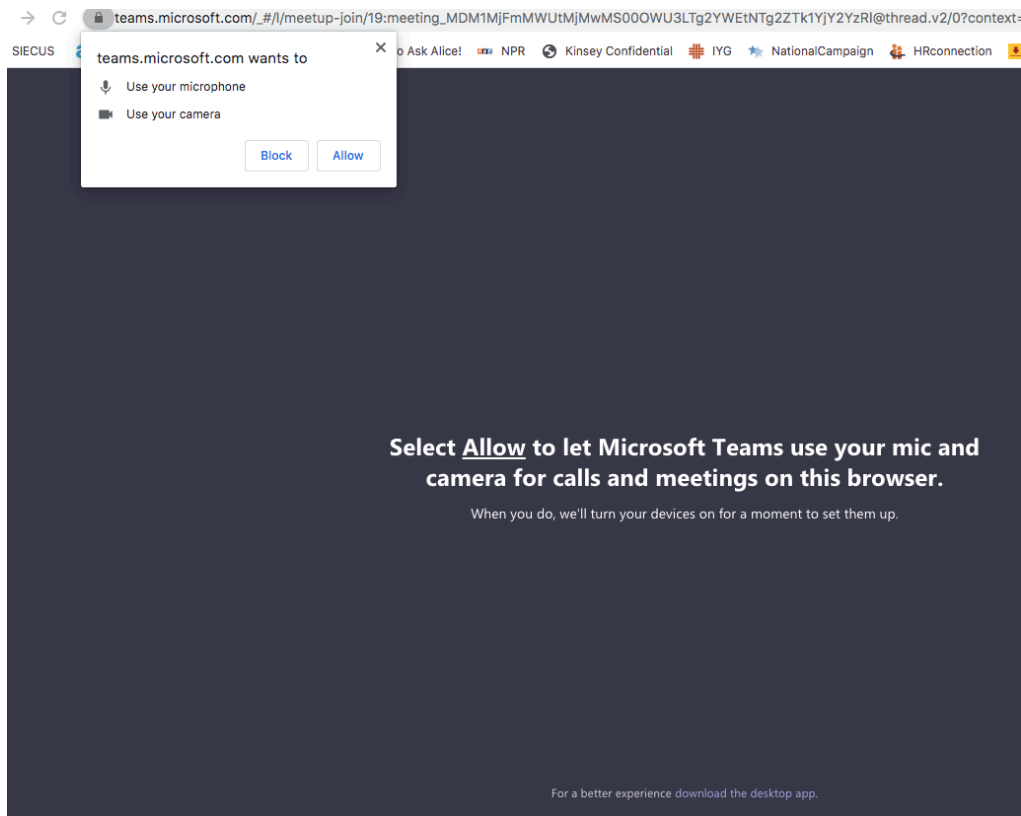 teams.microsoft.com/_#/l/meetup-join/19:meeting_MDM1MjFmMWUtMjMwMS00OWU3LTg2YWEtNTg2ZTk1YjY2YzRl@thread.v2/0?context=
SIECUS o Ask Alice! NPR Kinsey Confidential IYG NationalCampaign HRconnection
teams.microsoft.com wants to
Use your microphone
Use your camera
Block Allow
Select Allow to let Microsoft Teams use your mic and
camera for calls and meetings on this browser.
When you do, we'll turn your devices on for a moment to set them up.
For a better experience download the desktop app.